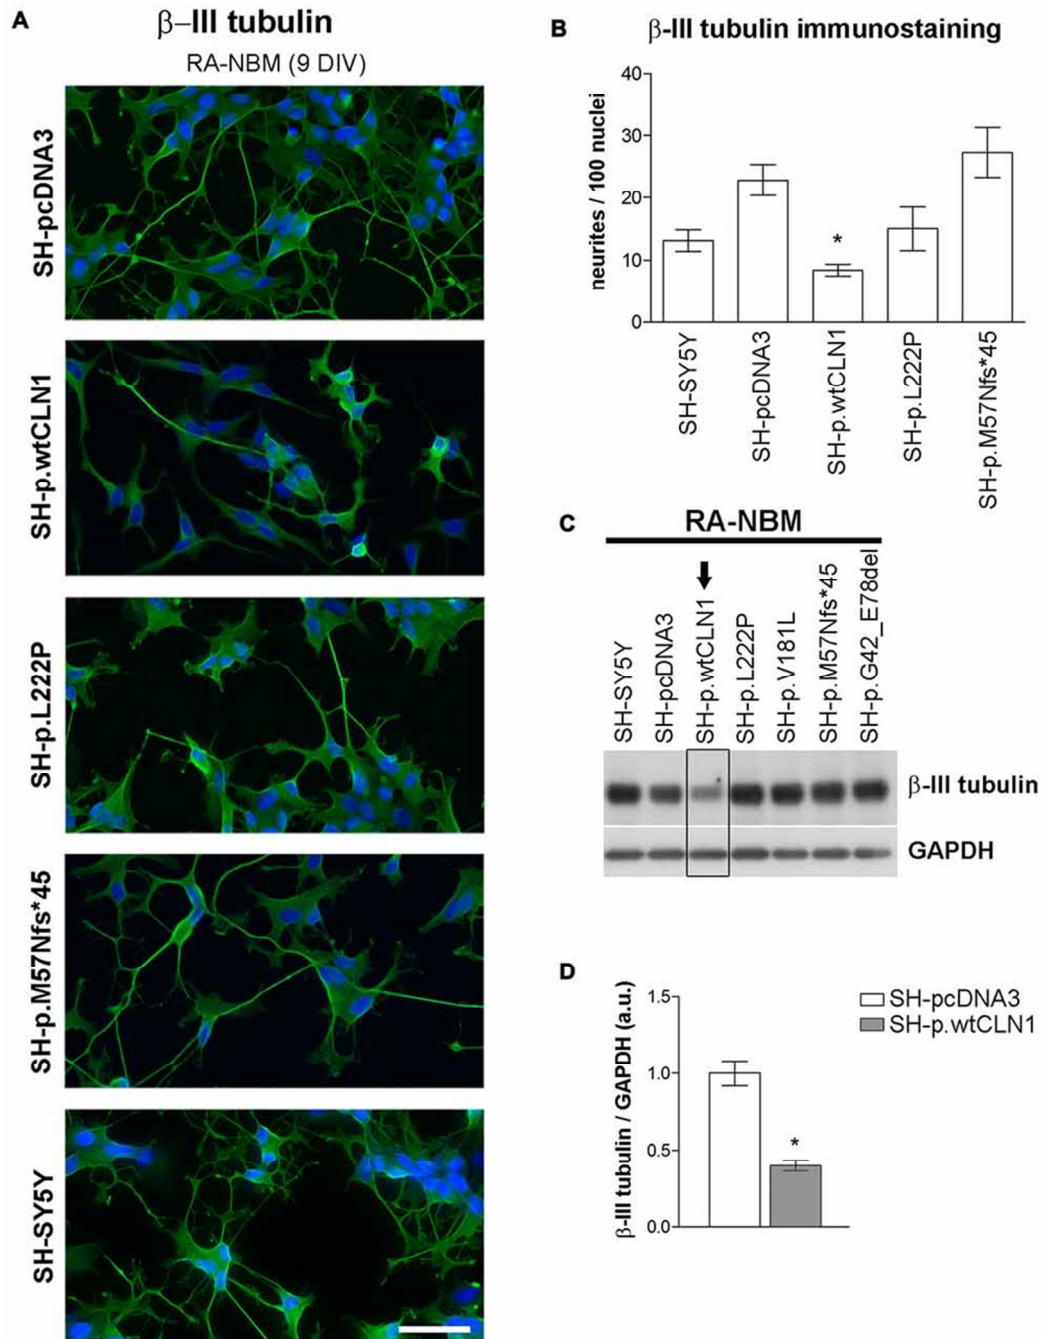 A
β–III tubulin
RA-NBM (9 DIV)
SH-pcDNA3
SH-p.wtCLN1
SH-p.L222P
SH-p.M57Nfs*45
SH-SY5Y
B
β-III tubulin immunostaining
neurites / 100 nuclei
40
30
20
10
0
*
SH-SY5Y
SH-pcDNA3
SH-p.wtCLN1
SH-p.L222P
SH-p.M57Nfs*45
C
RA-NBM
SH-SY5Y
SH-pcDNA3
SH-p.wtCLN1
SH-p.L222P
SH-p.V181L
SH-p.M57Nfs*45
SH-p.G42_E78del
β-III tubulin
GAPDH
D
β-III tubulin / GAPDH (a.u.)
1.5
1.0
0.5
0.0
*
SH-pcDNA3
SH-p.wtCLN1